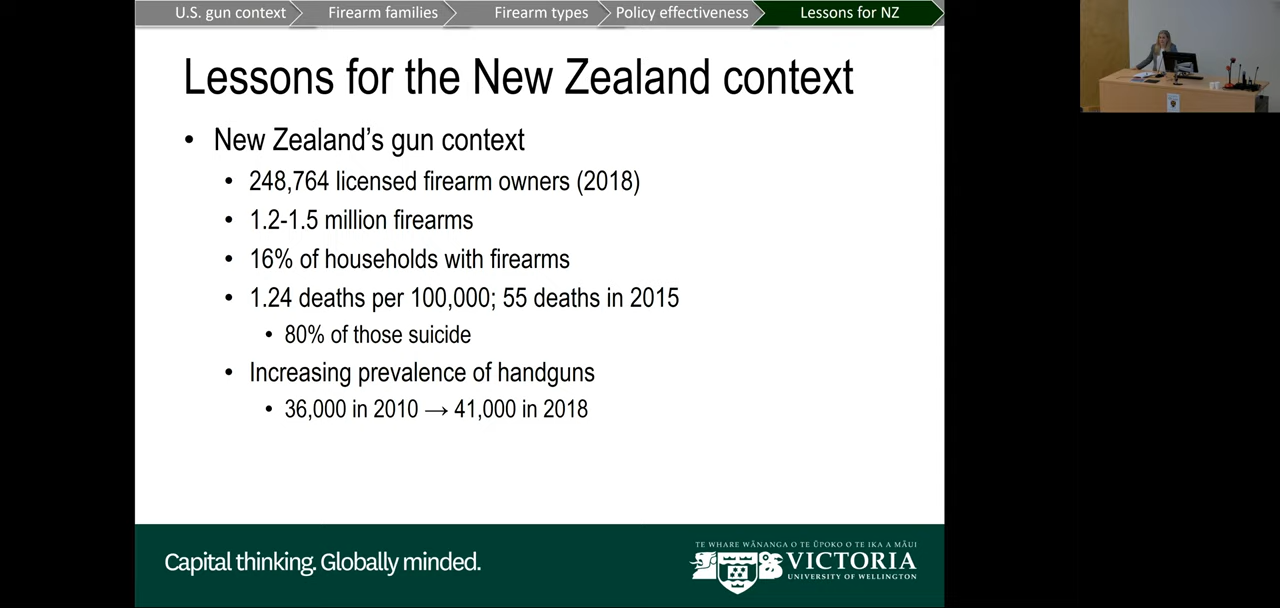 U.S. gun context
Firearm families
Firearm types
Policy effectiveness
Lessons for NZ
Lessons for the New Zealand context
• New Zealand's gun context
• 248,764 licensed firearm owners (2018)
• 1.2-1.5 million firearms
• 16% of households with firearms
• 1.24 deaths per 100,000; 55 deaths in 2015
• 80% of those suicide
• Increasing prevalence of handguns
• 36,000 in 2010 → 41,000 in 2018
Capital thinking. Globally minded.
TE WHARE WĀNANGA O TE ŪPOKO O TE IKA A MĀUI
VICTORIA
UNIVERSITY OF WELLINGTON